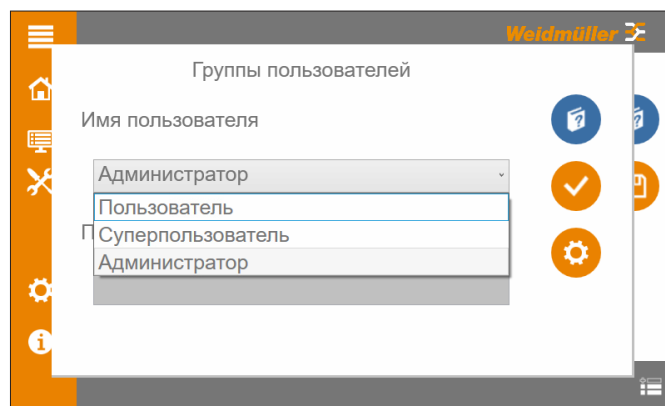 Weidmüller
Группы пользователей
Имя пользователя
Администратор
Пользователь
П
Суперпользователь
Администратор